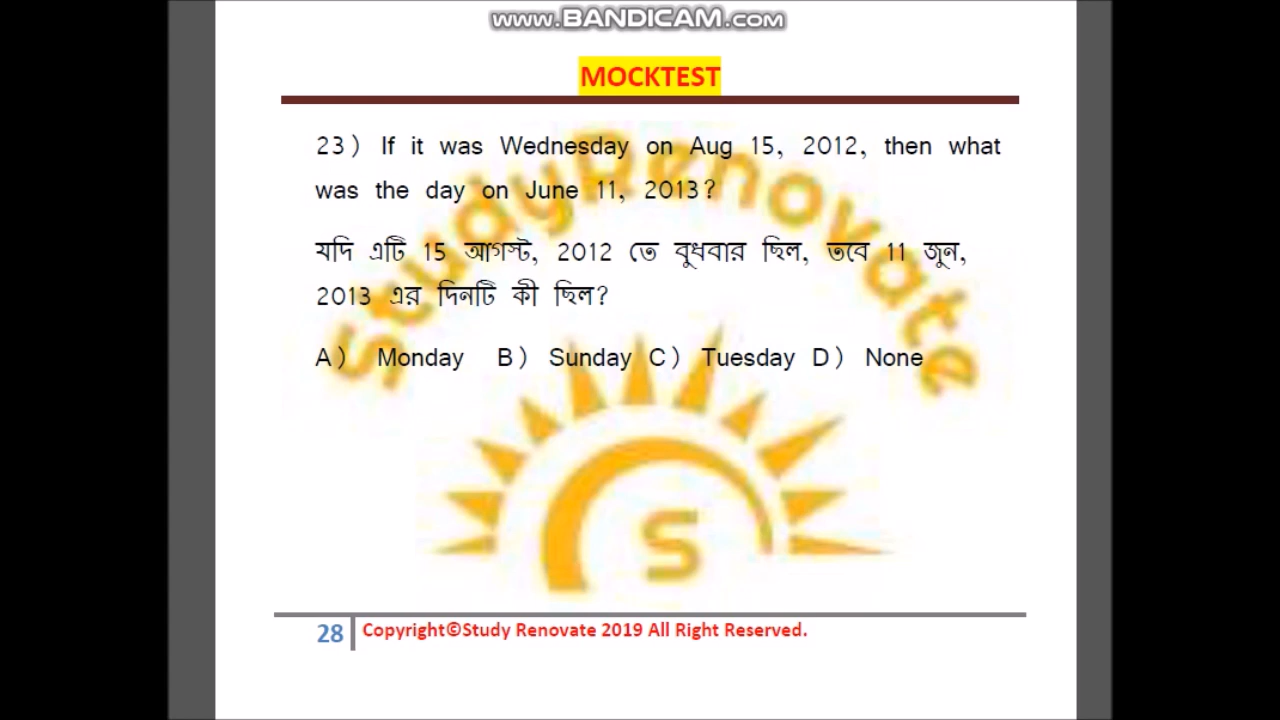 www.BANDICAM.com
MOCKTEST
23) If it was Wednesday on Aug 15, 2012, then what
was the day on June 11, 2013?
যদি এটি 15 আগস্ট, 2012 তে বুধবার ছিল, তবে 11 জুন,
2013 এর দিনটি কী ছিল?
A) Monday B) Sunday C) Tuesday D) None
StudyRenovate
S
28 Copyright©Study Renovate 2019 All Right Reserved.